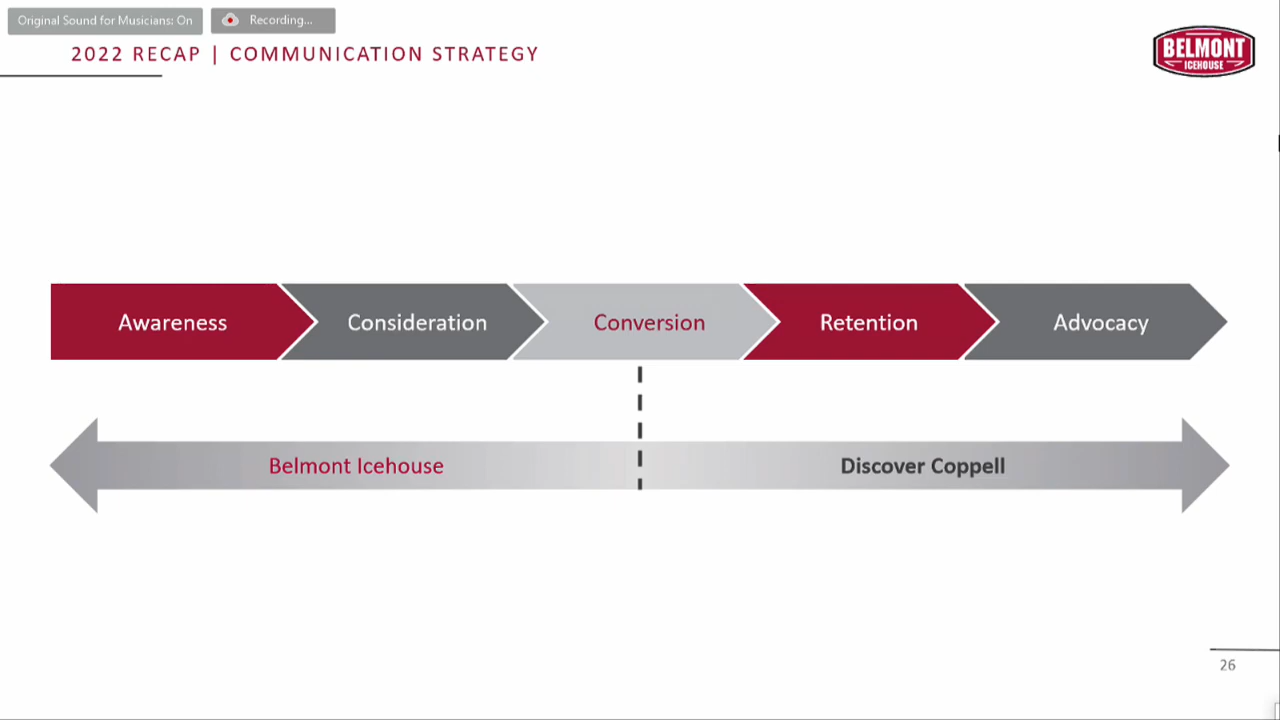 Original Sound for Musicians: On
Recording...
2022 RECAP | COMMUNICATION STRATEGY
BELMONT
ICEHOUSE
Awareness
Consideration
Conversion
Retention
Advocacy
Belmont Icehouse
Discover Coppell
26